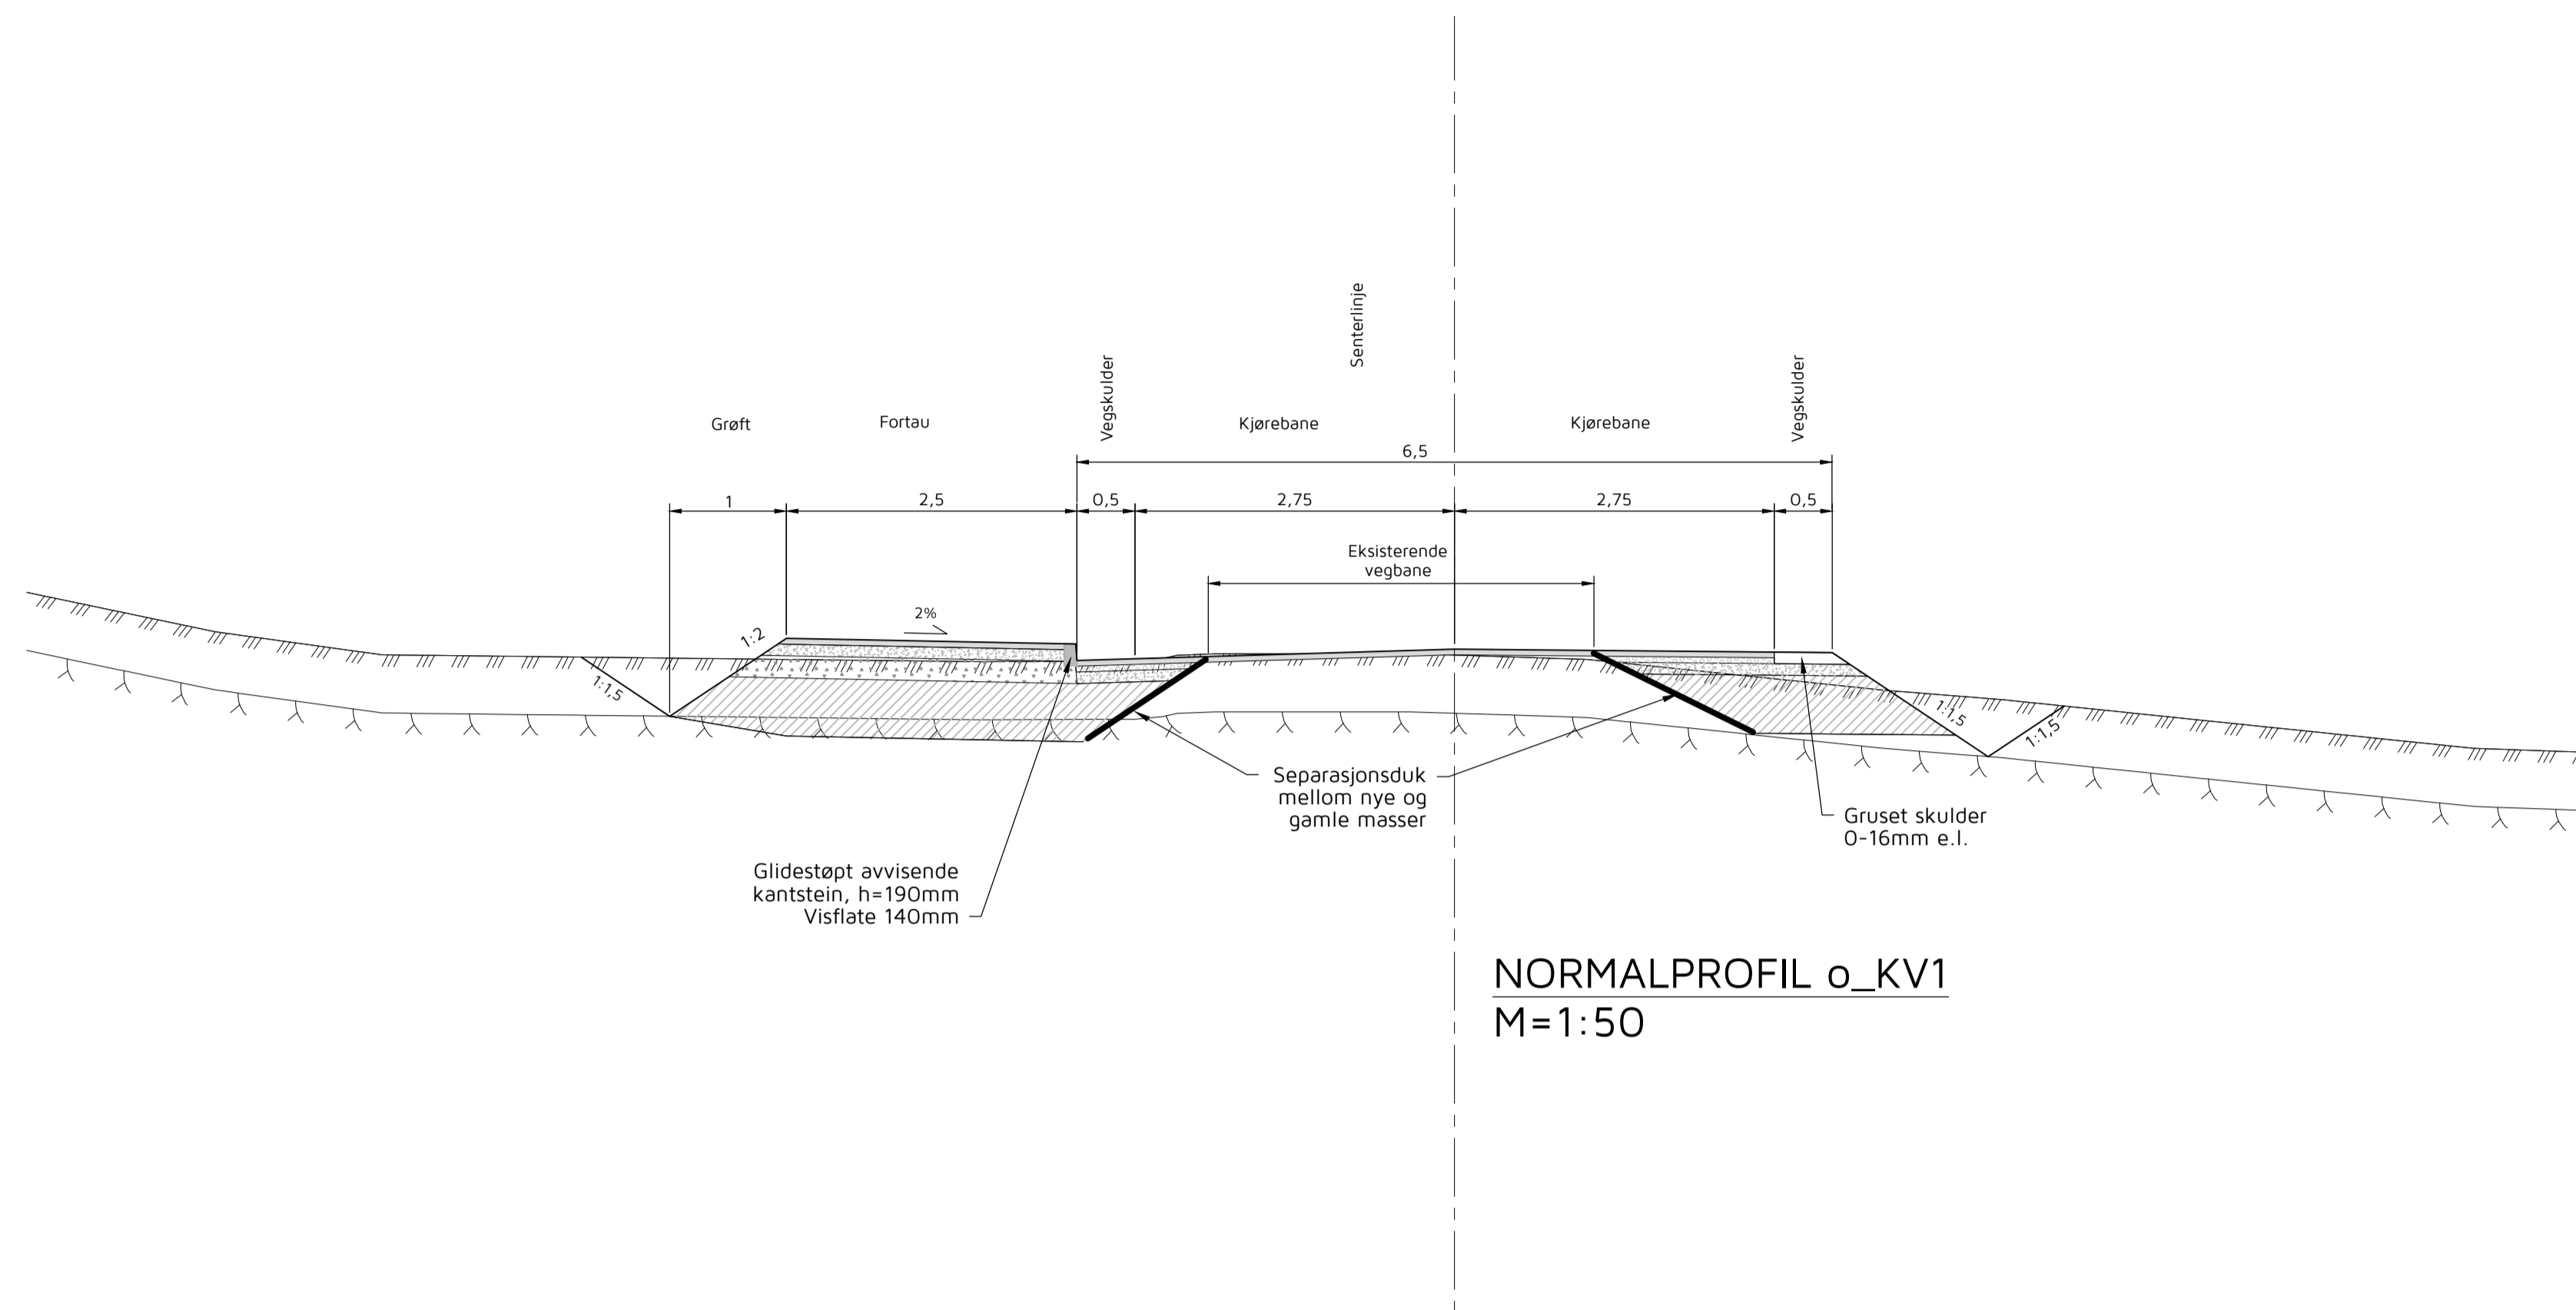 Senterlinje
Vegskulder
Vegskulder
Grøft
Fortau
Kjørebane
Kjørebane
6,5
1
2,5
0,5
2,75
2,75
0,5
Eksisterende
vegbane
2%
1:2
1:1,5
1:1,5
1:1,5
Separasjonsduk
mellom nye og
gamle masser
Gruset skulder
0-16mm e.l.
Glidestøpt avvisende
kantstein, h=190mm
Visflate 140mm
NORMALPROFIL o_KV1
M=1:50